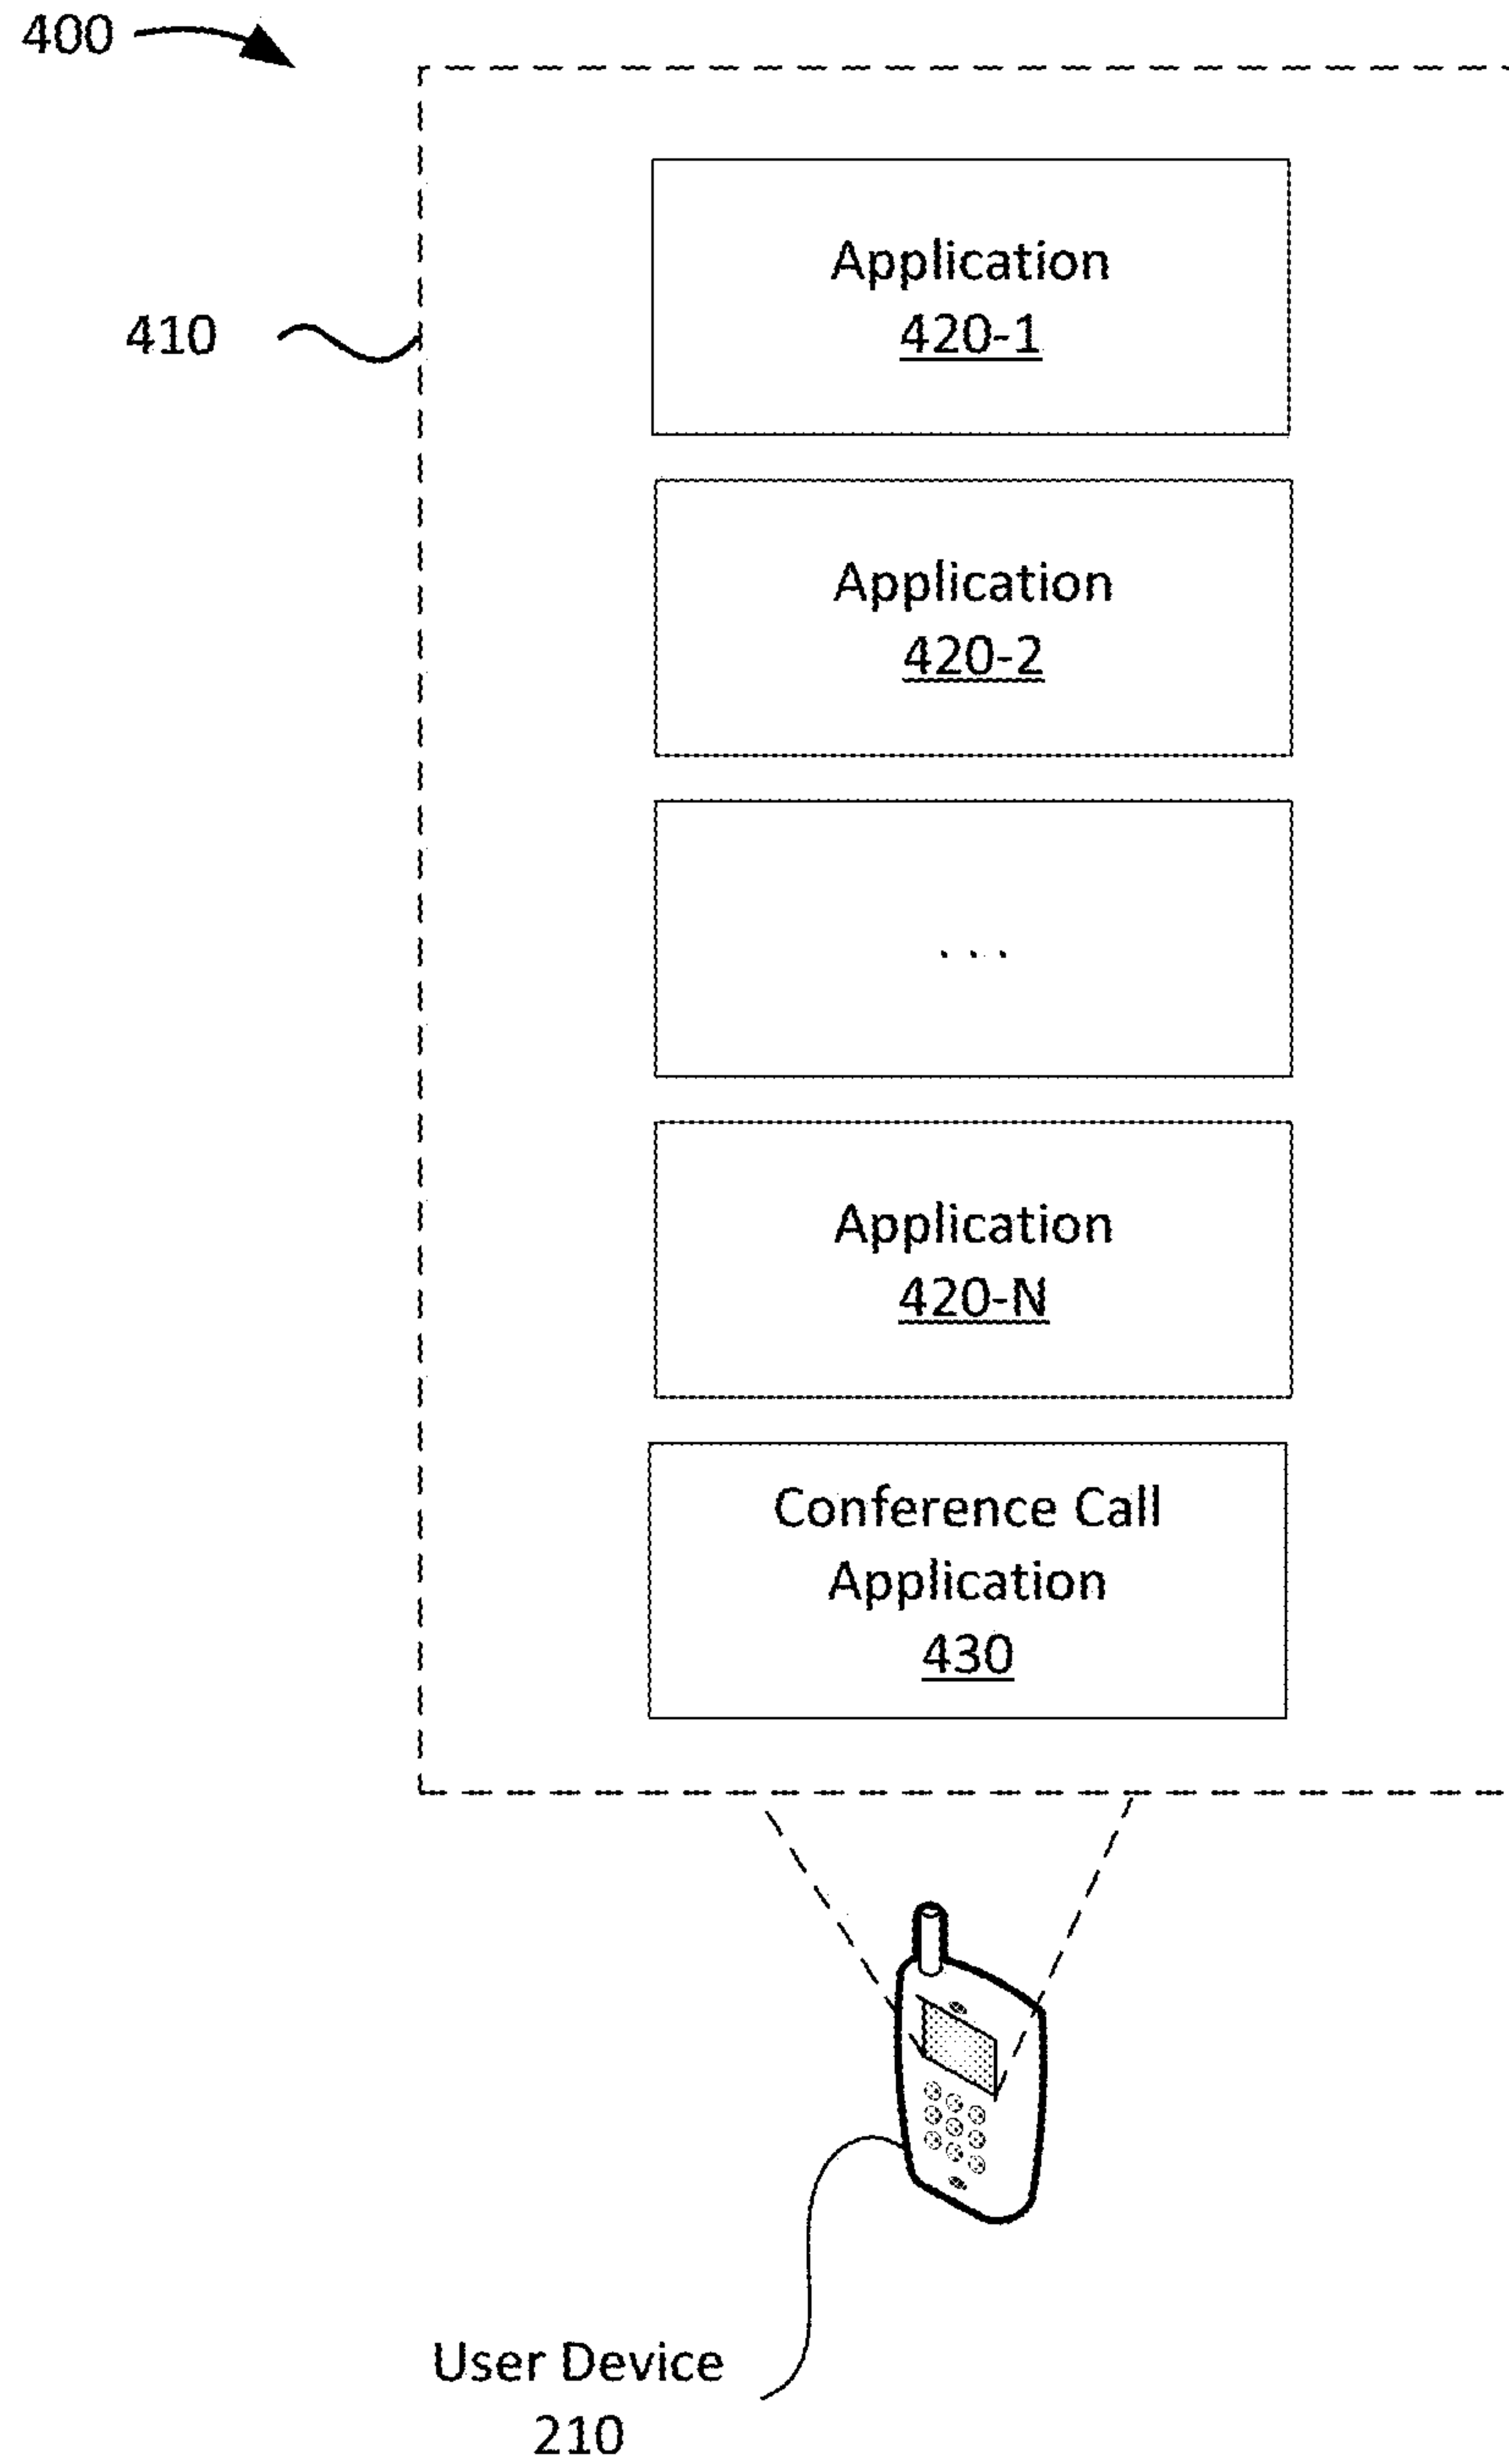 400
410
Application
420-1
Application
420-2
...
Application
420-N
Conference Call
Application
430
User Device
210